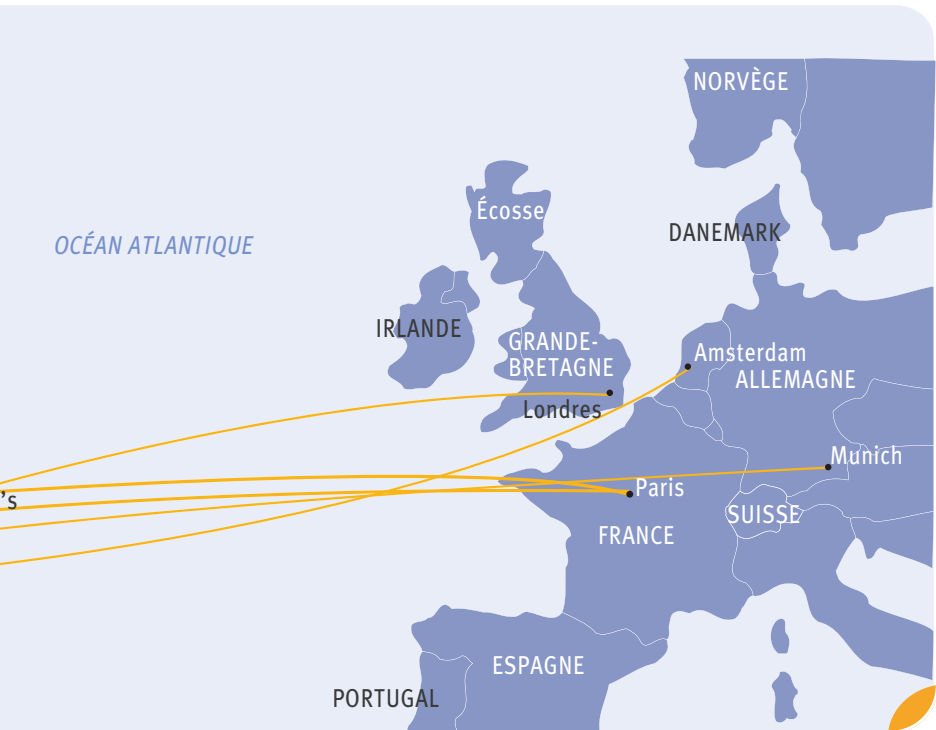 NORVÈGE
Écosse
DANEMARK
OCÉAN ATLANTIQUE
IRLANDE
GRANDE-
BRETAGNE
Amsterdam
ALLEMAGNE
Londres
Munich
Paris
's
SUISSE
FRANCE
ESPAGNE
PORTUGAL